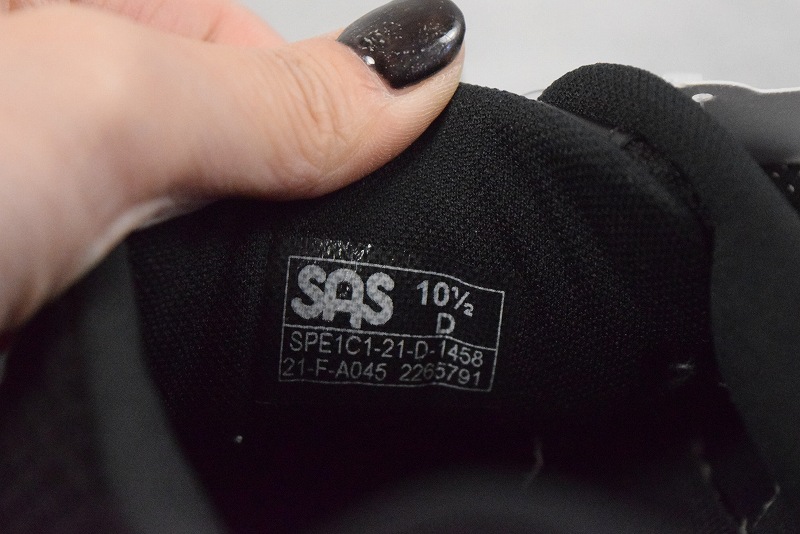 SAS 10½
D
SPE1C1-21-D-1458
21-F-A045 2265791